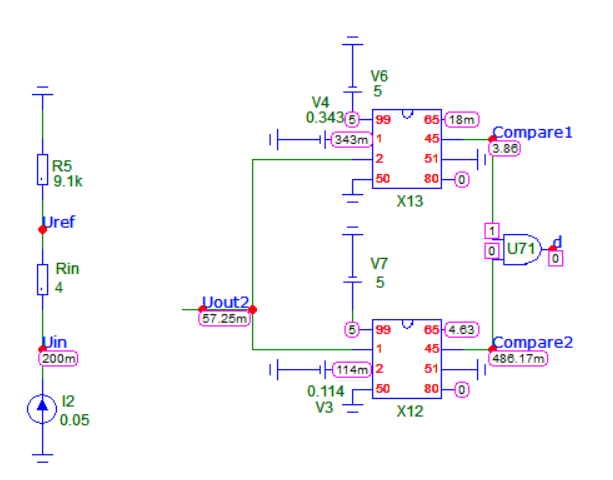 V6
5
V4
0.343
5
99
65
18m
343m
1
45
Compare1
3.86
2
51
50
80
0
X13
R5
9.1k
Uref
Rin
4
Uin
200m
I2
0.05
Uout2
57.25m
1
0
U71
d
0
V7
5
5
99
65
4.63
1
45
Compare2
486.17m
114m
2
51
0.114
50
80
0
V3
X12